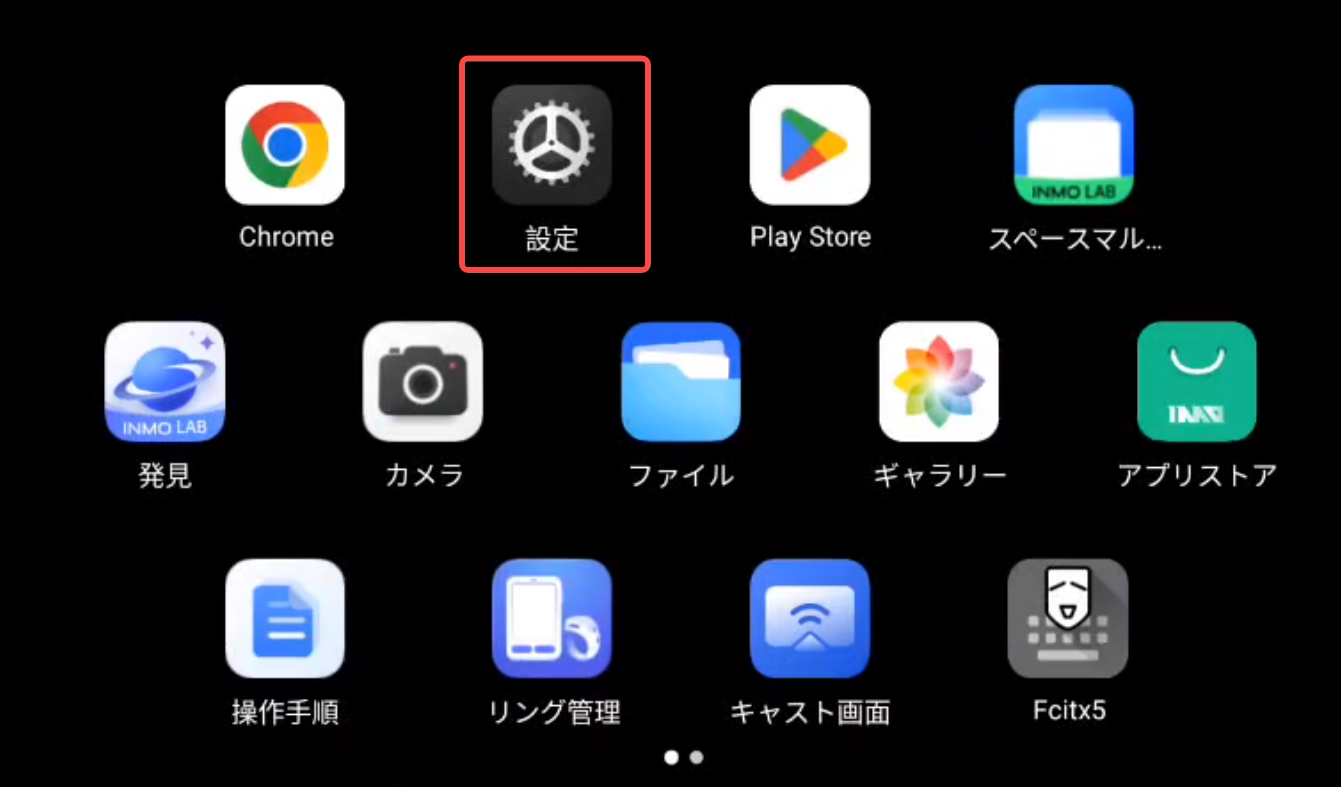 INMO LAB
Chrome
設定
Play Store
スペースマル...
INMO LAB
発見
カメラ
ファイル
ギャラリー
アプリストア
操作手順
リング管理
キャスト画面
Fcitx5